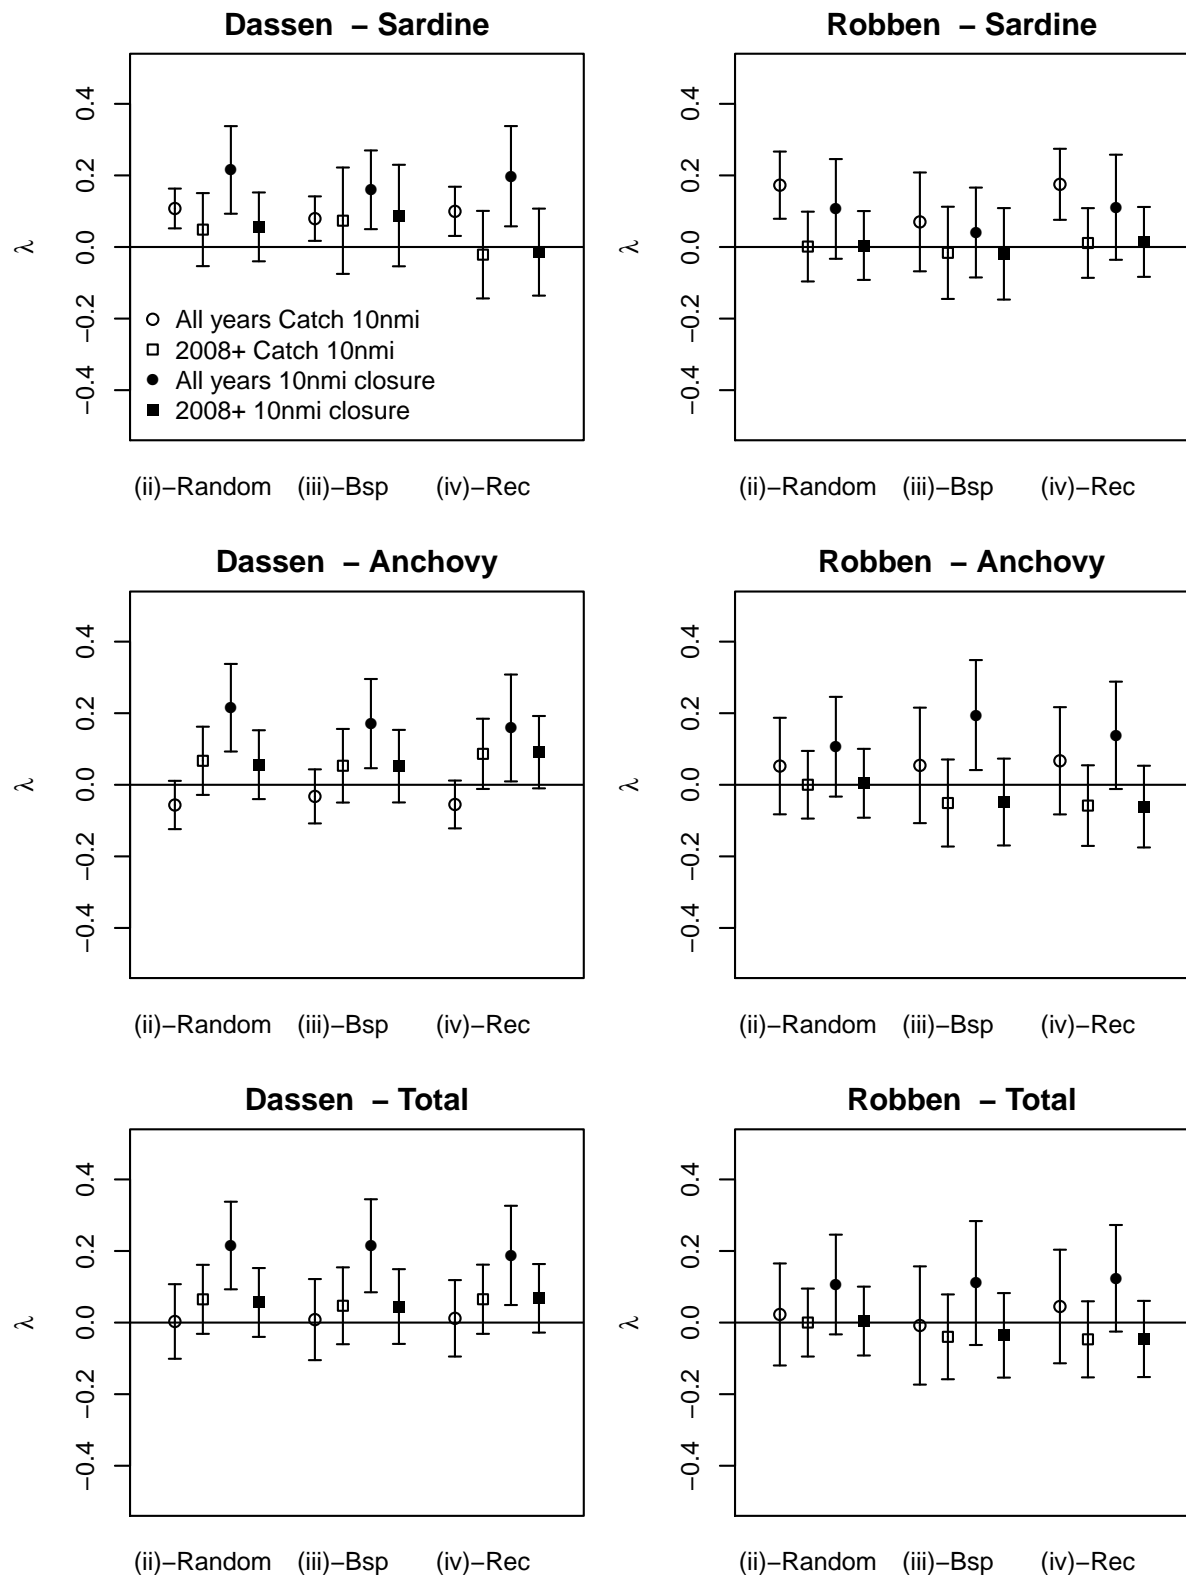 Dassen – Sardine
0.4
0.2
0.0
−0.2
−0.4
λ
All years Catch 10nmi
2008+ Catch 10nmi
All years 10nmi closure
2008+ 10nmi closure
(ii)−Random (iii)−Bsp (iv)−Rec
Robben – Sardine
0.4
0.2
0.0
−0.2
−0.4
λ
(ii)−Random (iii)−Bsp (iv)−Rec
Dassen – Anchovy
0.4
0.2
0.0
−0.2
−0.4
λ
(ii)−Random (iii)−Bsp (iv)−Rec
Robben – Anchovy
0.4
0.2
0.0
−0.2
−0.4
λ
(ii)−Random (iii)−Bsp (iv)−Rec
Dassen – Total
0.4
0.2
0.0
−0.2
−0.4
λ
(ii)−Random (iii)−Bsp (iv)−Rec
Robben – Total
0.4
0.2
0.0
−0.2
−0.4
λ
(ii)−Random (iii)−Bsp (iv)−Rec